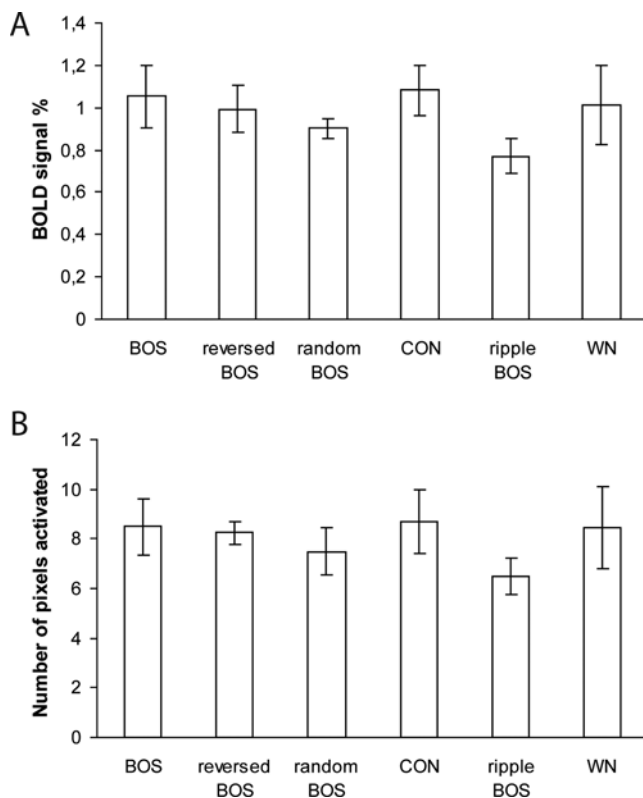 A
BOLD signal %
1,4
1,2
1
0,8
0,6
0,4
0,2
0
BOS reversed random CON ripple WN
BOS BOS BOS
B
Number of pixels activated
12
10
8
6
4
2
0
BOS reversed random CON ripple WN
BOS BOS BOS